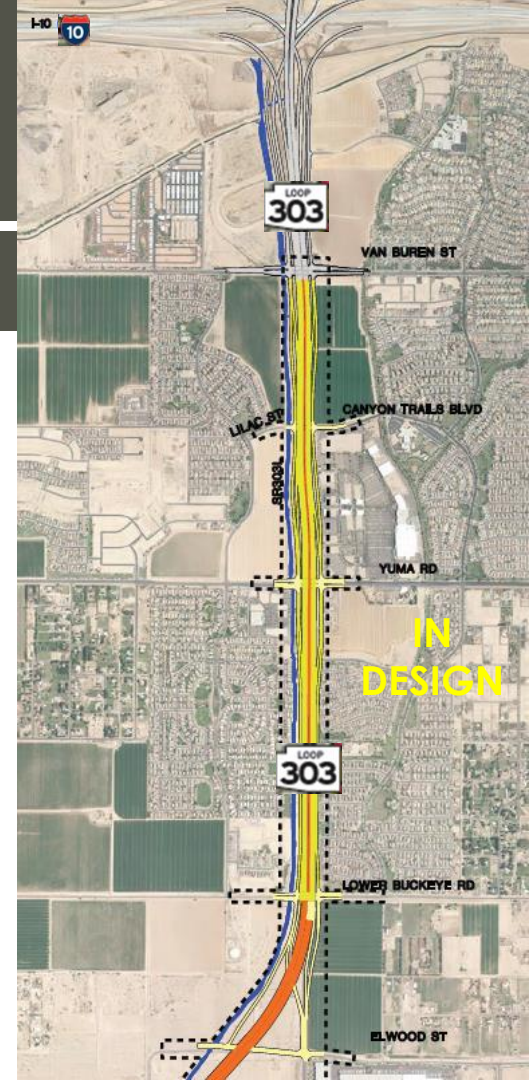 I-10
10
LOOP
303
VAN BUREN ST
LILAC ST
CANYON TRAILS BLVD
SR303L
YUMA RD
IN
DESIGN
LOOP
303
LOWER BUCKEYE RD
ELWOOD ST